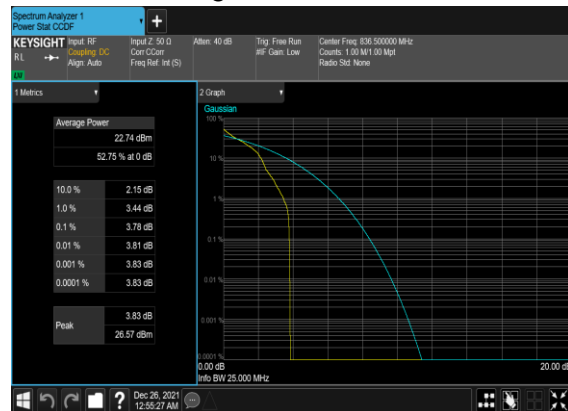 Spectrum Analyzer 1
Power Stat CCDF
KEYSIGHT
RL
Input: RF
Coupling: DC
Align: Auto
Input Z: 50 Ω
Corr CCorr
Freq Ref: Int (S)
Atten: 40 dB
Trig: Free Run
#IF Gain: Low
Center Freq: 836.500000 MHz
Counts: 1.00 M/1.00 Mpt
Radio Std: None
1 Metrics
Average Power
22.74 dBm
52.75 % at 0 dB
10.0 % 2.15 dB
1.0 % 3.44 dB
0.1 % 3.78 dB
0.01 % 3.81 dB
0.001 % 3.83 dB
0.0001 % 3.83 dB
Peak
3.83 dB
26.57 dBm
2 Graph
Gaussian
100 %
10 %
1 %
0.1 %
0.01 %
0.001 %
0.0001 %
0.00 dB
20.00 dB
Info BW 25.000 MHz
?
Dec 26, 2021
12:55:27 AM